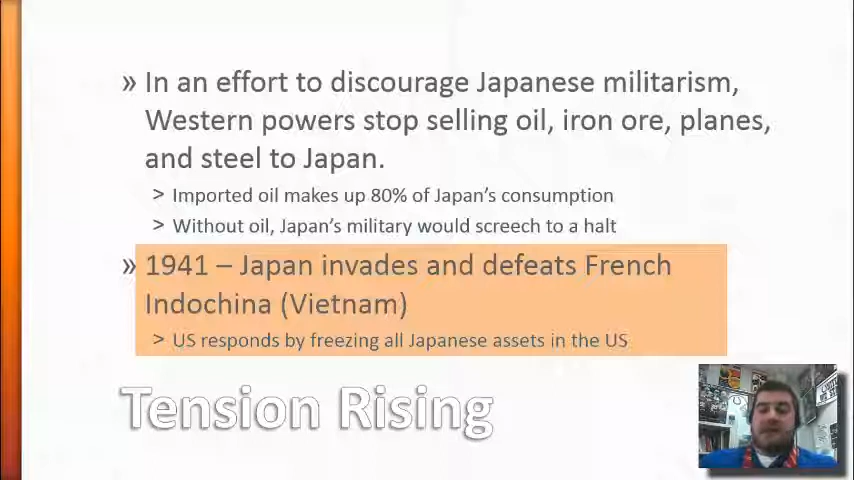 » In an effort to discourage Japanese militarism,
Western powers stop selling oil, iron ore, planes,
and steel to Japan.
> Imported oil makes up 80% of Japan's consumption
> Without oil, Japan's military would screech to a halt
» 1941 – Japan invades and defeats French
Indochina (Vietnam)
> US responds by freezing all Japanese assets in the US
Tension Rising